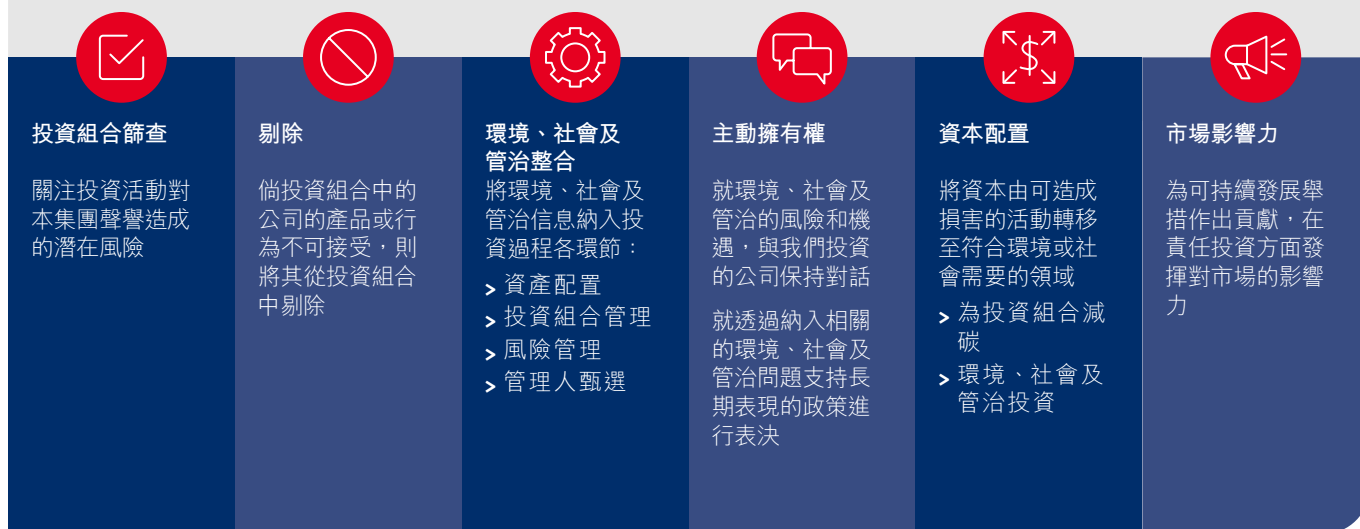 投資組合篩查
關注投資活動對
本集團聲譽造成
的潛在風險
剔除
倘投資組合中的
公司的產品或行
為不可接受，則
將其從投資組合
中剔除
環境、社會及
管治整合
將環境、社會及
管治信息納入投
資過程各環節：
> 資產配置
> 投資組合管理
> 風險管理
> 管理人甄選
主動擁有權
就環境、社會及
管治的風險和機
遇，與我們投資
的公司保持對話
就透過納入相關
的環境、社會及
管治問題支持長
期表現的政策進
行表決
資本配置
將資本由可造成
損害的活動轉移
至符合環境或社
會需要的領域
> 為投資組合減
碳
> 環境、社會及
管治投資
市場影響力
為可持續發展舉
措作出貢獻，在
責任投資方面發
揮對市場的影響
力